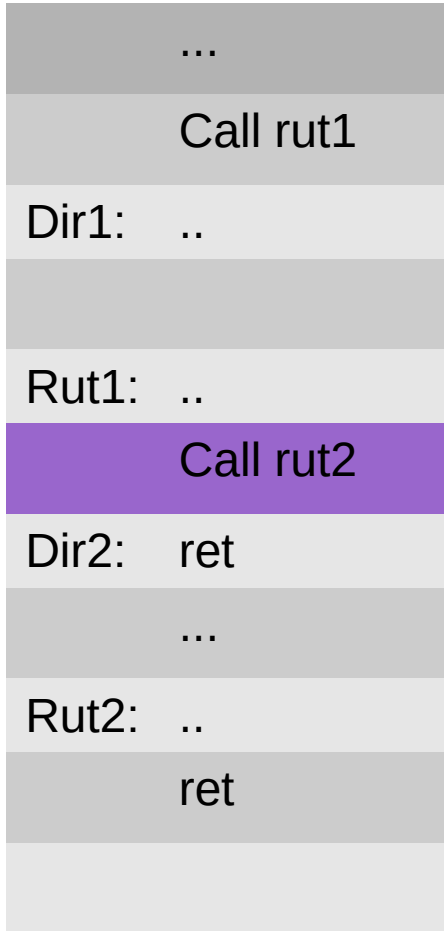 ...
Call rut1
Dir1: ..
Rut1: ..
Call rut2
Dir2: ret
...
Rut2: ..
ret